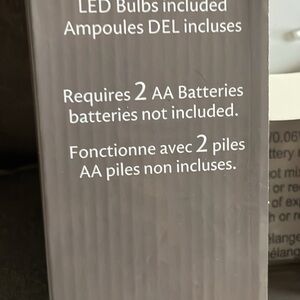 LED Bulbs included
Ampoules DEL incluses
Requires 2 AA Batteries
batteries not included.
Fonctionne avec 2 piles
AA piles non incluses.